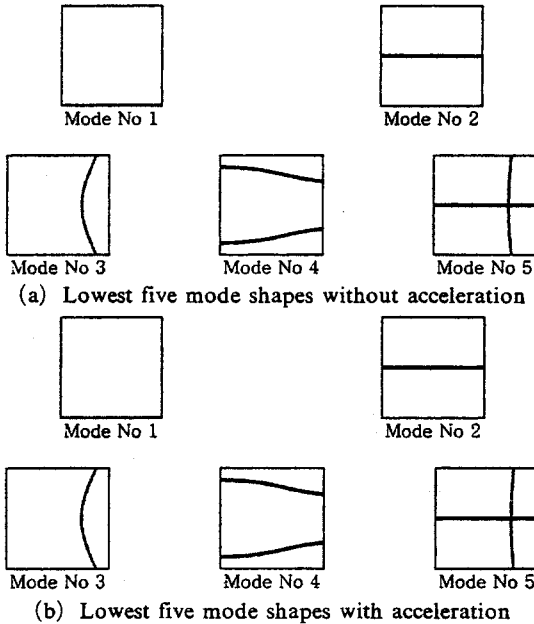 Mode No 1 Mode No 2
Mode No 3 Mode No 4 Mode No 5
(a) Lowest five mode shapes without acceleration
Mode No 1 Mode No 2
Mode No 3 Mode No 4 Mode No 5
(b) Lowest five mode shapes with acceleration